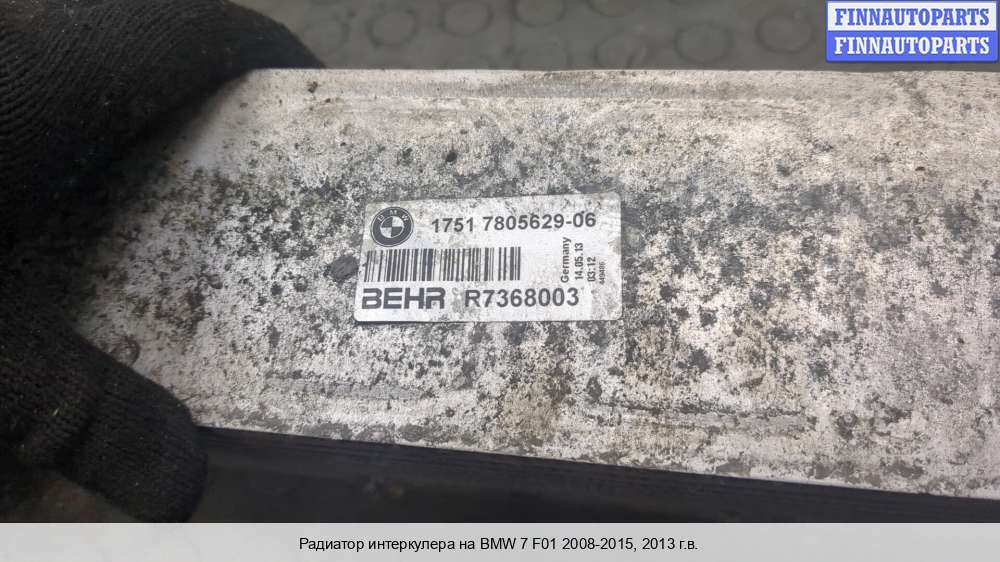 FINNAUTOPARTS
FINNAUTOPARTS
BMW
1751 7805629-06
Germany
14.05.13
03:12
BEHR R7368003
Радиатор интеркулера на BMW 7 F01 2008-2015, 2013 г.в.